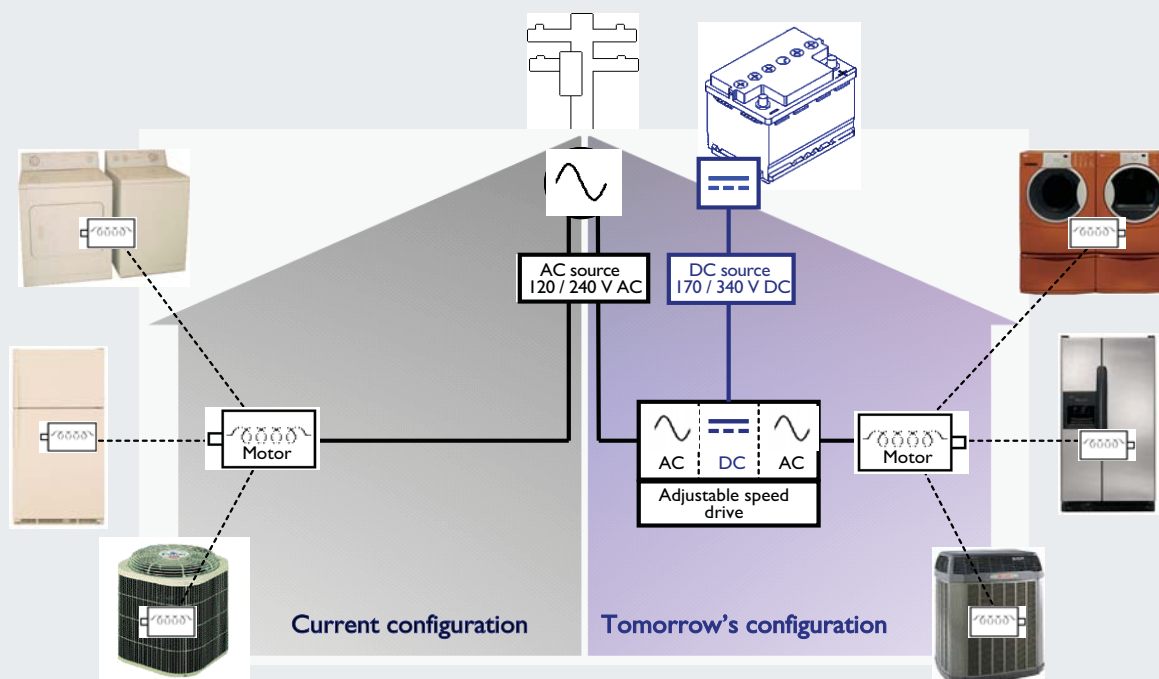 AC source
120 / 240 V AC
DC source
170 / 340 V DC
Motor
AC
DC
AC
Adjustable speed
drive
Motor
Current configuration
Tomorrow’s configuration